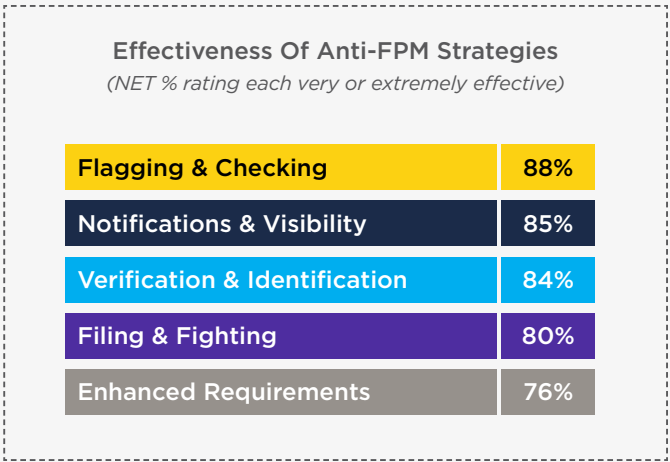 Effectiveness Of Anti-FPM Strategies
(NET % rating each very or extremely effective)
Flagging & Checking 88%
Notifications & Visibility 85%
Verification & Identification 84%
Filing & Fighting 80%
Enhanced Requirements 76%